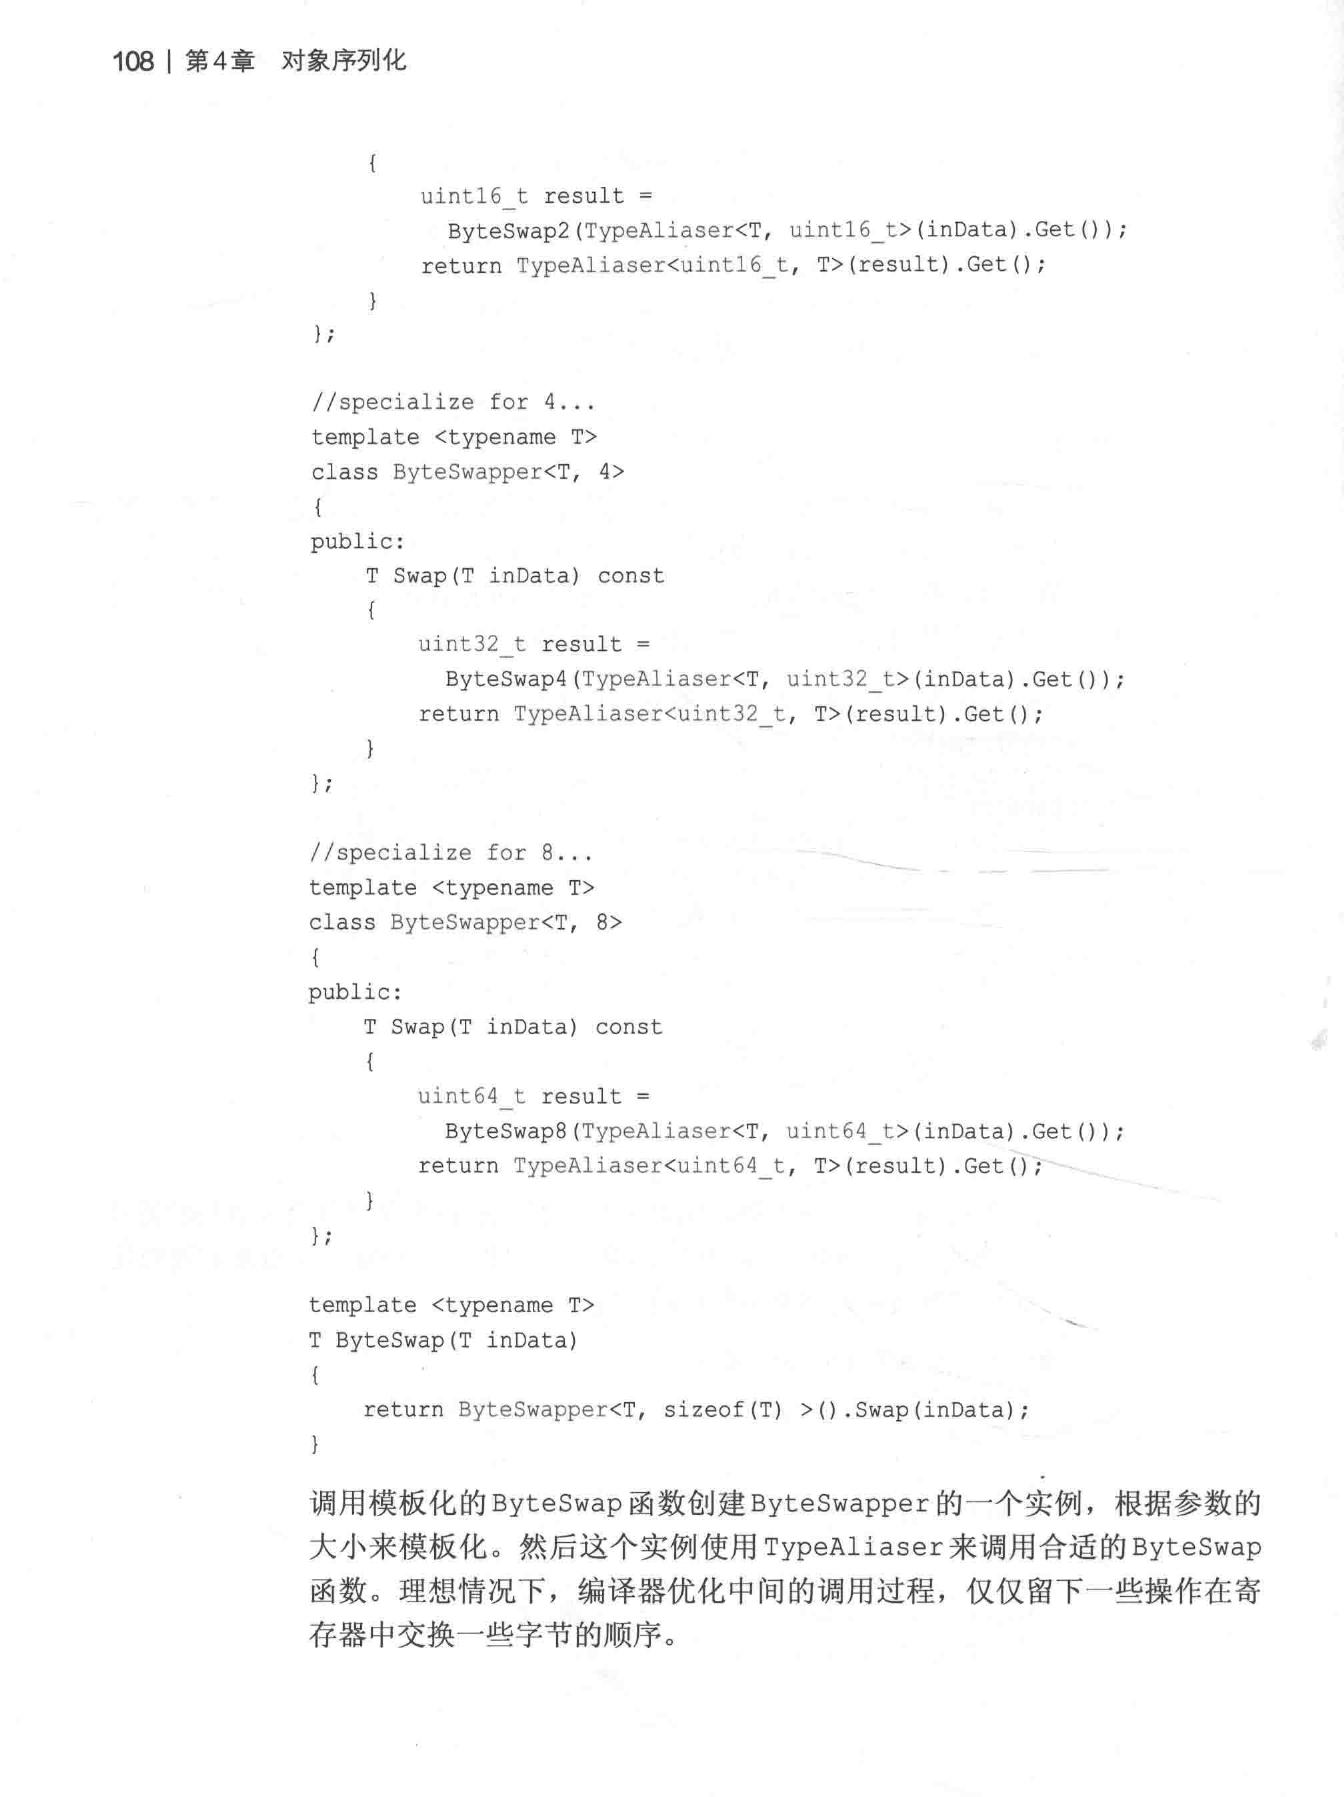 108 | 第4章 对象序列化
{
uint16_t result =
ByteSwap2(TypeAliaser<T, uint16_t>(inData).Get());
return TypeAliaser<uint16_t, T>(result).Get();
}
};
//specialize for 4...
template <typename T>
class ByteSwapper<T, 4>
{
public:
T Swap(T inData) const
{
uint32_t result =
ByteSwap4(TypeAliaser<T, uint32_t>(inData).Get());
return TypeAliaser<uint32_t, T>(result).Get();
}
};
//specialize for 8...
template <typename T>
class ByteSwapper<T, 8>
{
public:
T Swap(T inData) const
{
uint64_t result =
ByteSwap8(TypeAliaser<T, uint64_t>(inData).Get());
return TypeAliaser<uint64_t, T>(result).Get();
}
};
template <typename T>
T ByteSwap(T inData)
{
return ByteSwapper<T, sizeof(T) >().Swap(inData);
}
调用模板化的ByteSwap函数创建ByteSwapper的一个实例，根据参数的
大小来模板化。然后这个实例使用TypeAliaser来调用合适的ByteSwap
函数。理想情况下，编译器优化中间的调用过程，仅仅留下一些操作在寄
存器中交换一些字节的顺序。